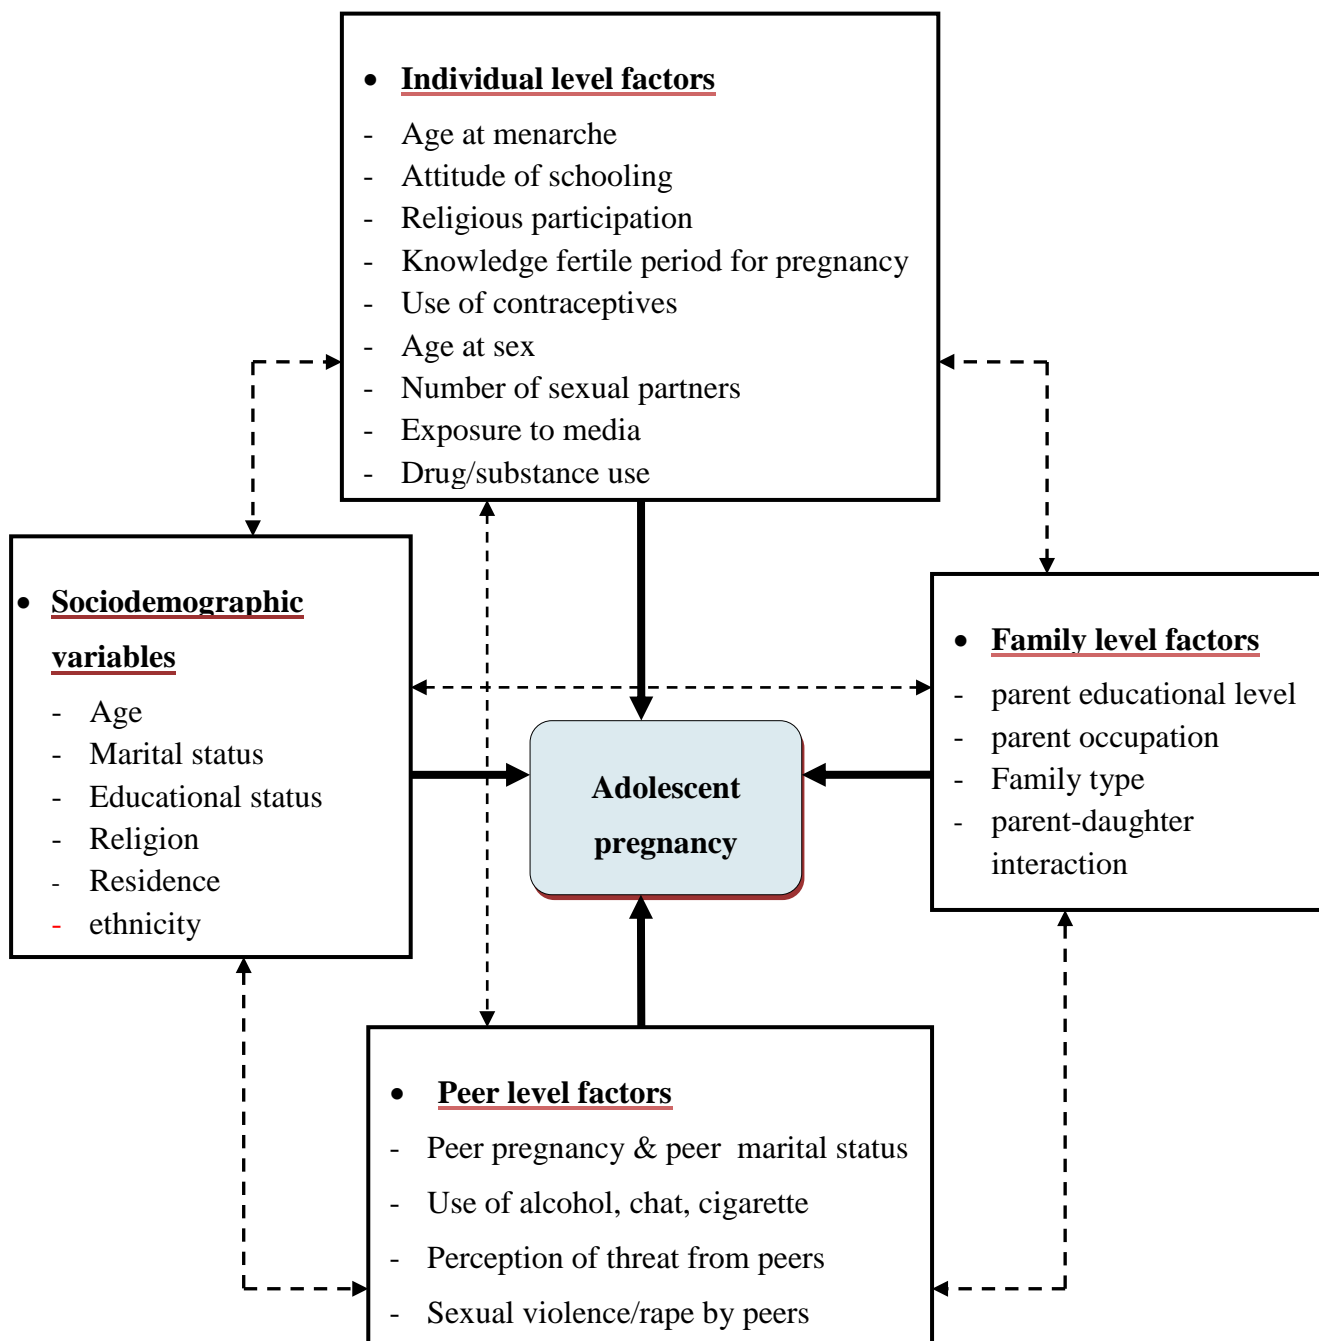 • Individual level factors
- Age at menarche
- Attitude of schooling
- Religious participation
- Knowledge fertile period for pregnancy
- Use of contraceptives
- Age at sex
- Number of sexual partners
- Exposure to media
- Drug/substance use
• Sociodemographic
variables
- Age
- Marital status
- Educational status
- Religion
- Residence
- ethnicity
Adolescent
pregnancy
• Family level factors
- parent educational level
- parent occupation
- Family type
- parent-daughter
interaction
• Peer level factors
- Peer pregnancy & peer marital status
- Use of alcohol, chat, cigarette
- Perception of threat from peers
- Sexual violence/rape by peers